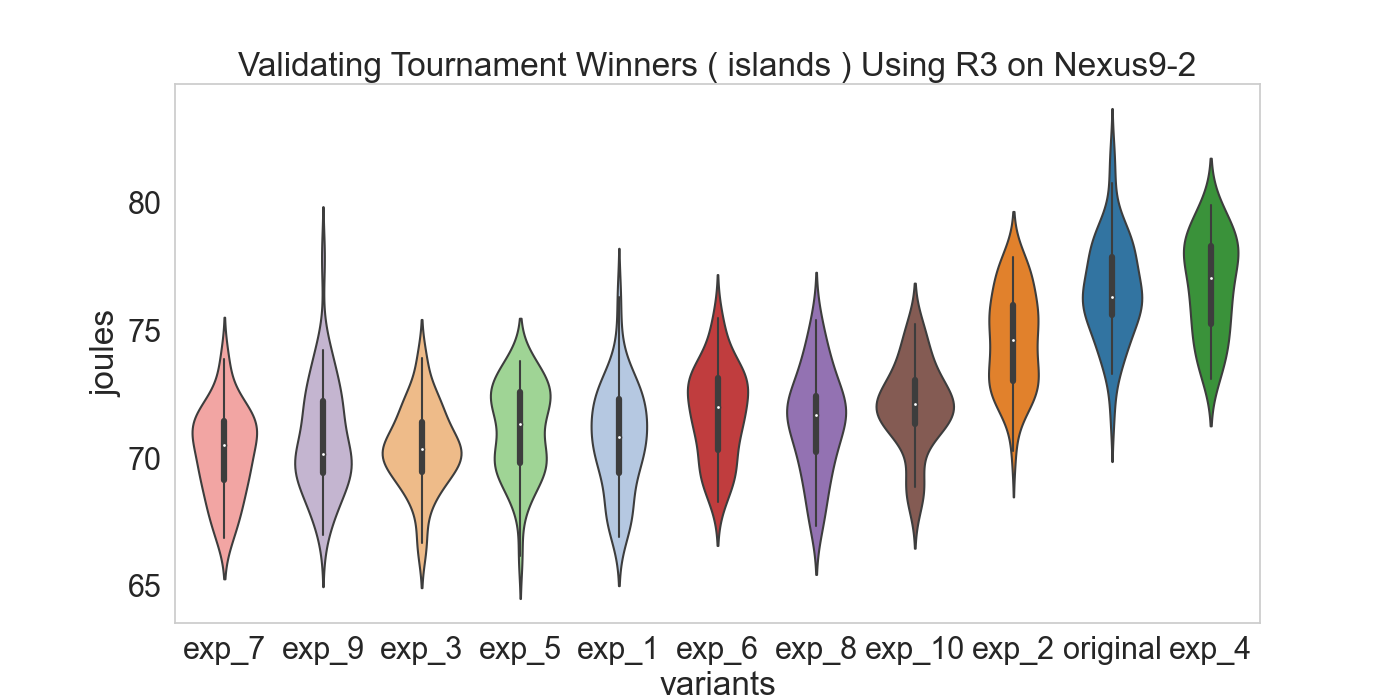 Validating Tournament Winners ( islands ) Using R3 on Nexus9-2
joules
80
75
70
65
exp_7 exp_9 exp_3 exp_5 exp_1 exp_6 exp_8 exp_10 exp_2 original exp_4
variants